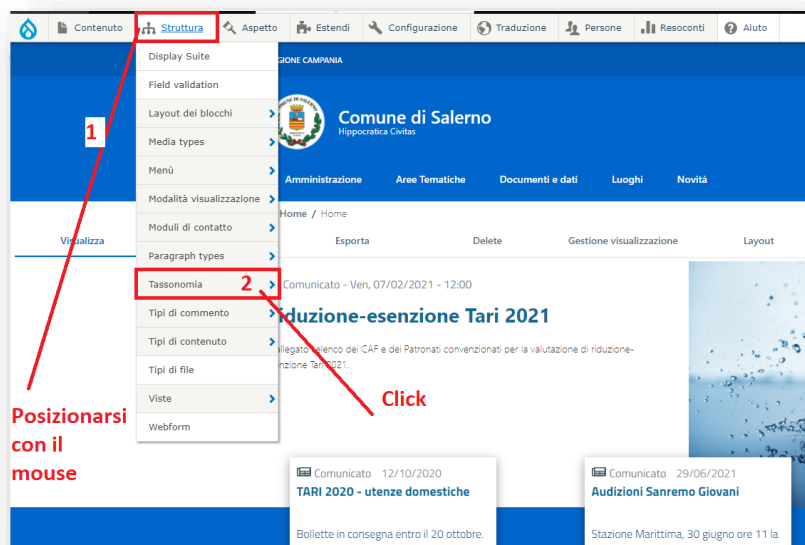 Contenuto Struttura Aspetto Estendi Configurazione Traduzione Persone Resoconti Aiuto
Display Suite
GIONE CAMPANIA
Field validation
Layout dei blocchi
Comune di Salerno
Hippocratica Civitas
1
Media types
Menù
Amministrazione Aree Tematiche Documenti e dati Luoghi Novità
Modalità visualizzazione
Home / Home
Moduli di contatto
Visualizza Esporta Delete Gestione visualizzazione Layout
Paragraph types
Tassonomia 2
Comunicato - Ven, 07/02/2021 - 12:00
Tipi di commento
iduzione-esenzione Tari 2021
Tipi di contenuto
allegato l'elenco dei CAF e dei Patronati convenzionati per la valutazione di riduzione-
enzione Tari 2021.
Tipi di file
Viste
Click
Posizionarsi
con il
mouse
Webform
Comunicato 12/10/2020
TARI 2020 - utenze domestiche
Bollette in consegna entro il 20 ottobre.
Comunicato 29/06/2021
Audizioni Sanremo Giovani
Stazione Marittima, 30 giugno ore 11 la